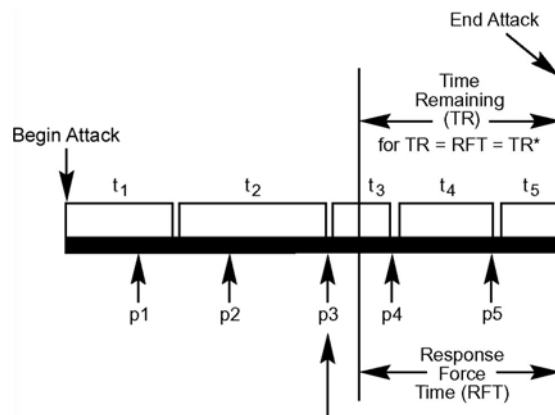 End Attack
Time
Remaining
(TR)
for TR = RFT = TR*
Begin Attack
t1 t2 t3 t4 t5
p1 p2 p3 p4 p5
Response
Force
Time (RFT)